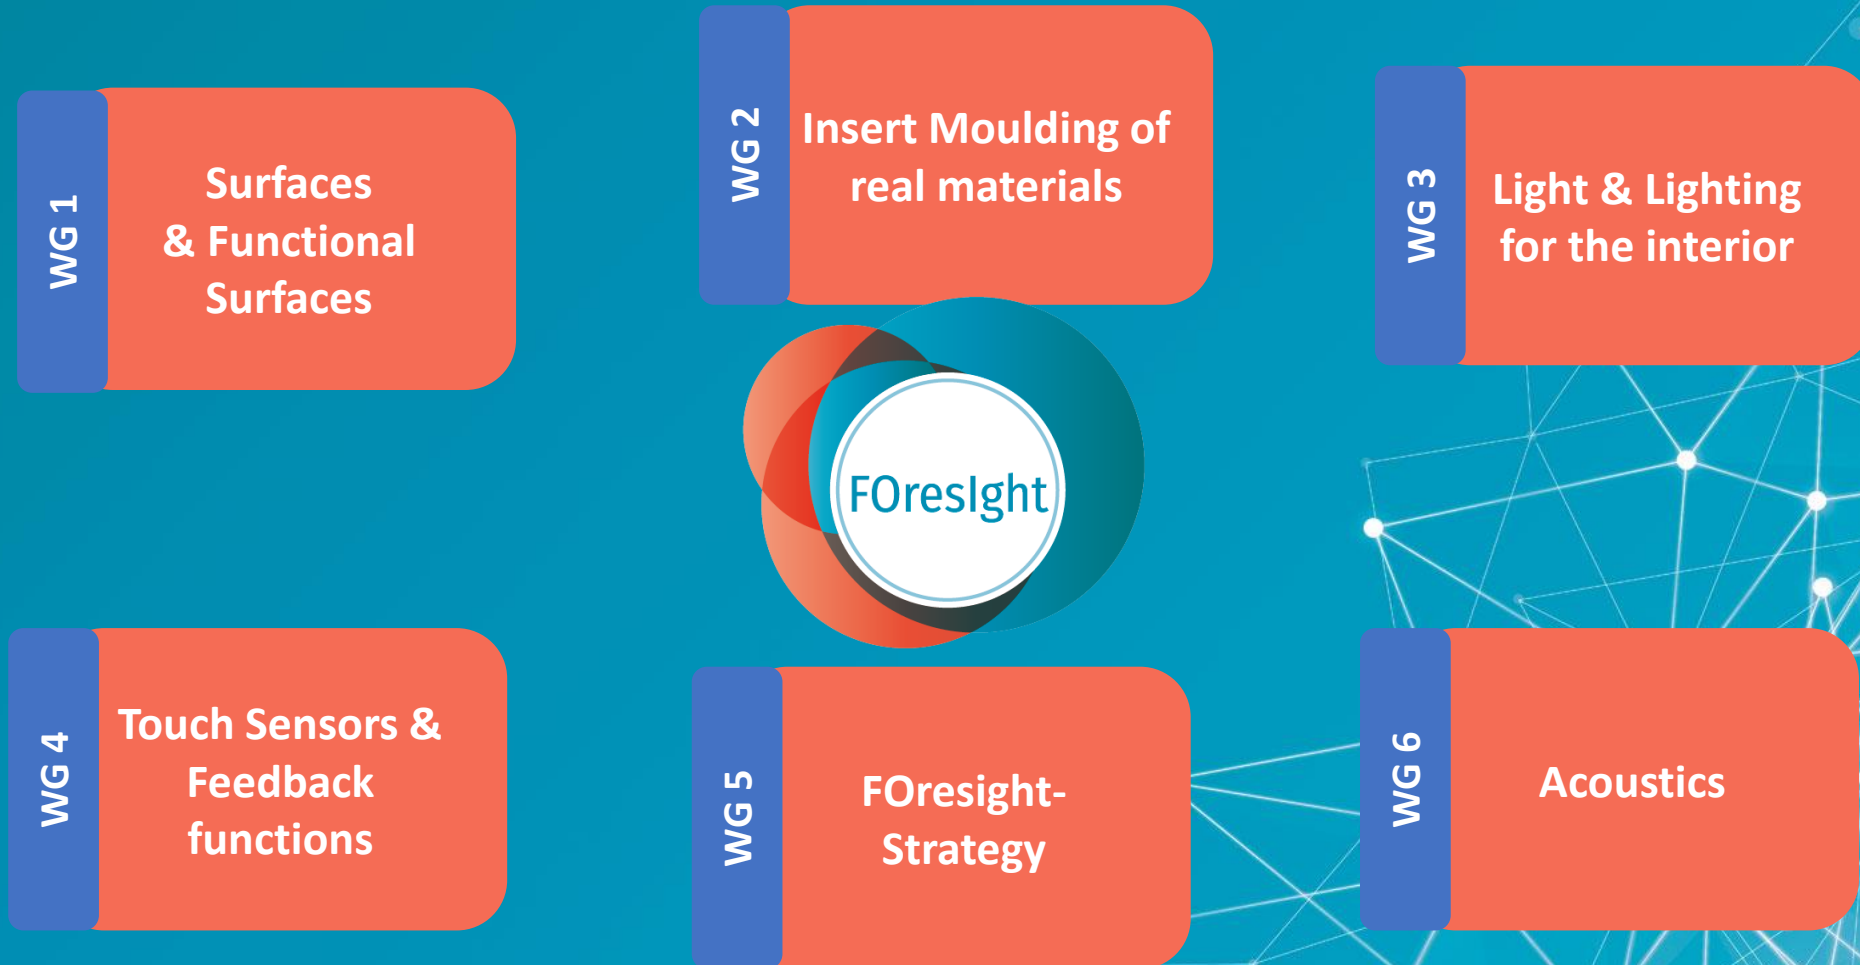 WG 1
Surfaces
& Functional
Surfaces
WG 2
Insert Moulding of
real materials
WG 3
Light & Lighting
for the interior
FOresIght
WG 4
Touch Sensors &
Feedback
functions
WG 5
FOresight-
Strategy
WG 6
Acoustics